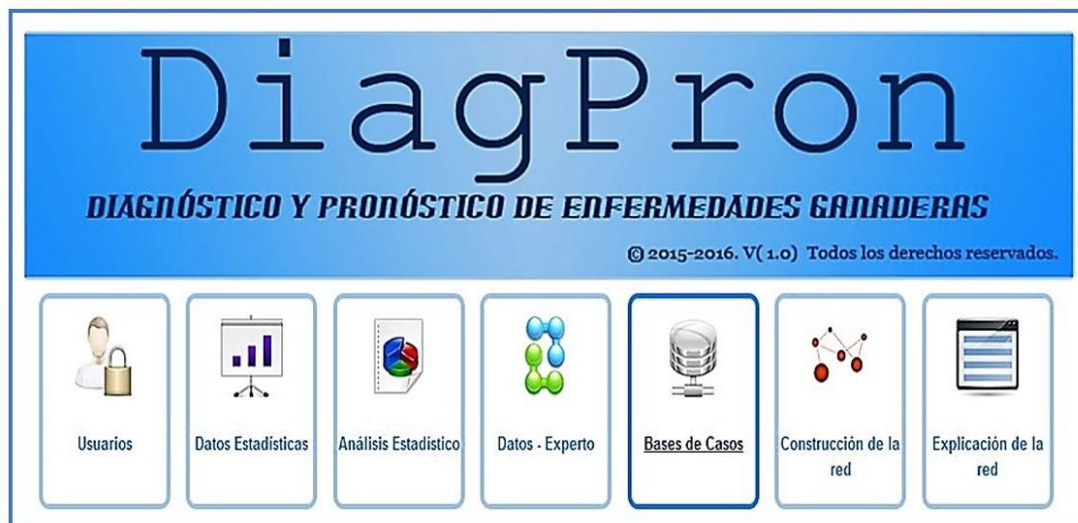 DiagPron
DIAGNÓSTICO Y PRONÓSTICO DE ENFERMEDADES GANADERAS
© 2015-2016. V( 1.0) Todos los derechos reservados.
Usuarios
Datos Estadísticas
Análisis Estadístico
Datos - Experto
Bases de Casos
Construcción de la
red
Explicación de la
red